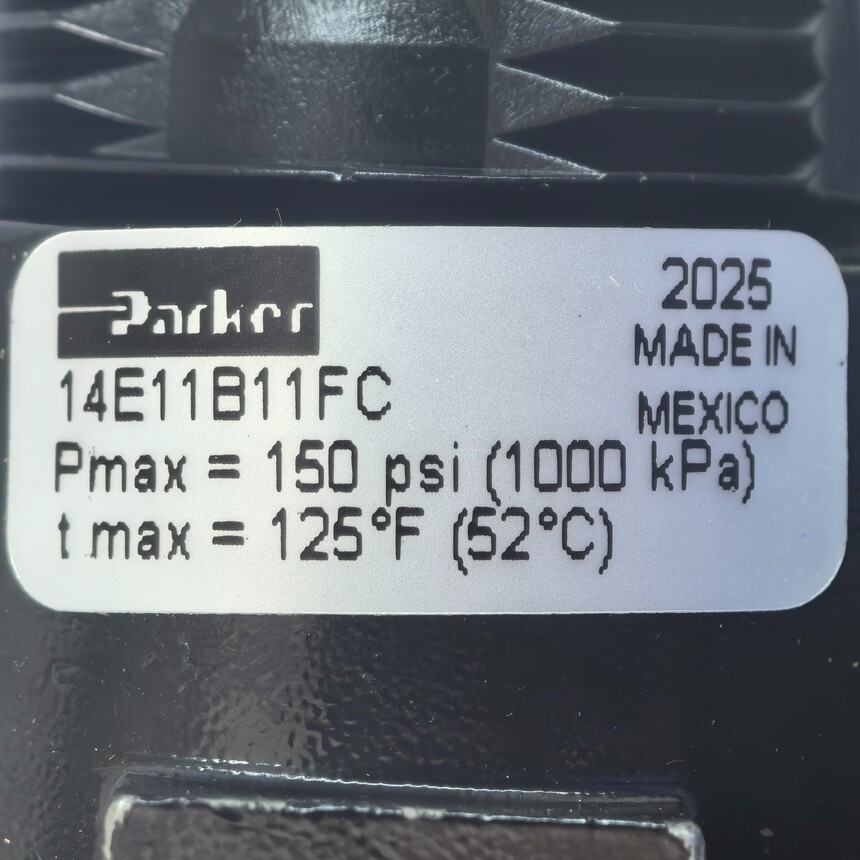 Parker
2025
MADE IN
MEXICO
14E11B11FC
Pmax = 150 psi (1000 kPa)
t max = 125°F (52°C)